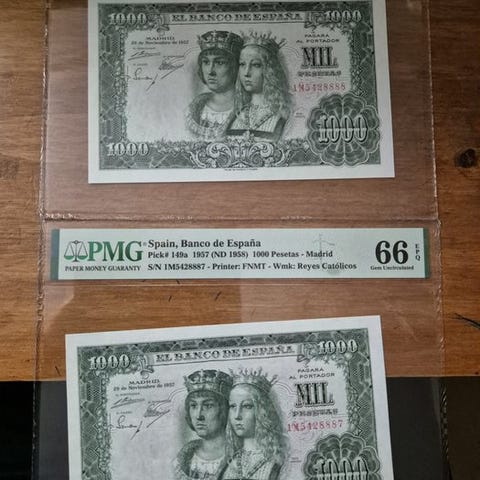 1000 EL BANCO DE ESPAÑA 1000
MADRID
29 de Noviembre de 1957
PAGARA
AL PORTADOR
MIL
PESETAS
1M5428888
1000
1000
PMG
PAPER MONEY GUARANTY
Spain, Banco de España
Pick# 149a 1957 (ND 1958) 1000 Pesetas - Madrid
S/N 1M5428887 - Printer: FNMT - Wmk: Reyes Católicos
66 EPQ
Gem Uncirculated
1000 EL BANCO DE ESPAÑA 1000
MADRID
29 de Noviembre de 1957
PAGARA
AL PORTADOR
MIL
PESETAS
1M5428887
1000